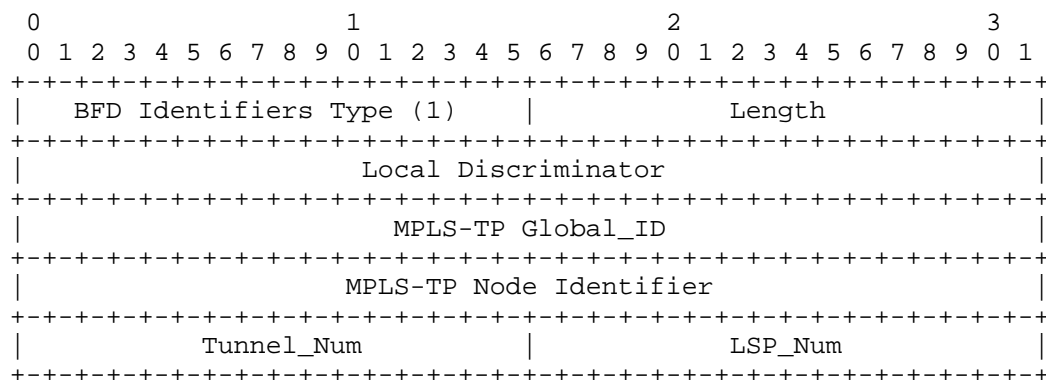 0                   1                   2                   3
 0 1 2 3 4 5 6 7 8 9 0 1 2 3 4 5 6 7 8 9 0 1 2 3 4 5 6 7 8 9 0 1
+-+-+-+-+-+-+-+-+-+-+-+-+-+-+-+-+-+-+-+-+-+-+-+-+-+-+-+-+-+-+-+-+
|   BFD Identifiers Type (1)    |            Length             |
+-+-+-+-+-+-+-+-+-+-+-+-+-+-+-+-+-+-+-+-+-+-+-+-+-+-+-+-+-+-+-+-+
|                     Local Discriminator                       |
+-+-+-+-+-+-+-+-+-+-+-+-+-+-+-+-+-+-+-+-+-+-+-+-+-+-+-+-+-+-+-+-+
|                       MPLS-TP Global_ID                       |
+-+-+-+-+-+-+-+-+-+-+-+-+-+-+-+-+-+-+-+-+-+-+-+-+-+-+-+-+-+-+-+-+
|                    MPLS-TP Node Identifier                    |
+-+-+-+-+-+-+-+-+-+-+-+-+-+-+-+-+-+-+-+-+-+-+-+-+-+-+-+-+-+-+-+-+
|           Tunnel_Num          |            LSP_Num            |
+-+-+-+-+-+-+-+-+-+-+-+-+-+-+-+-+-+-+-+-+-+-+-+-+-+-+-+-+-+-+-+-+